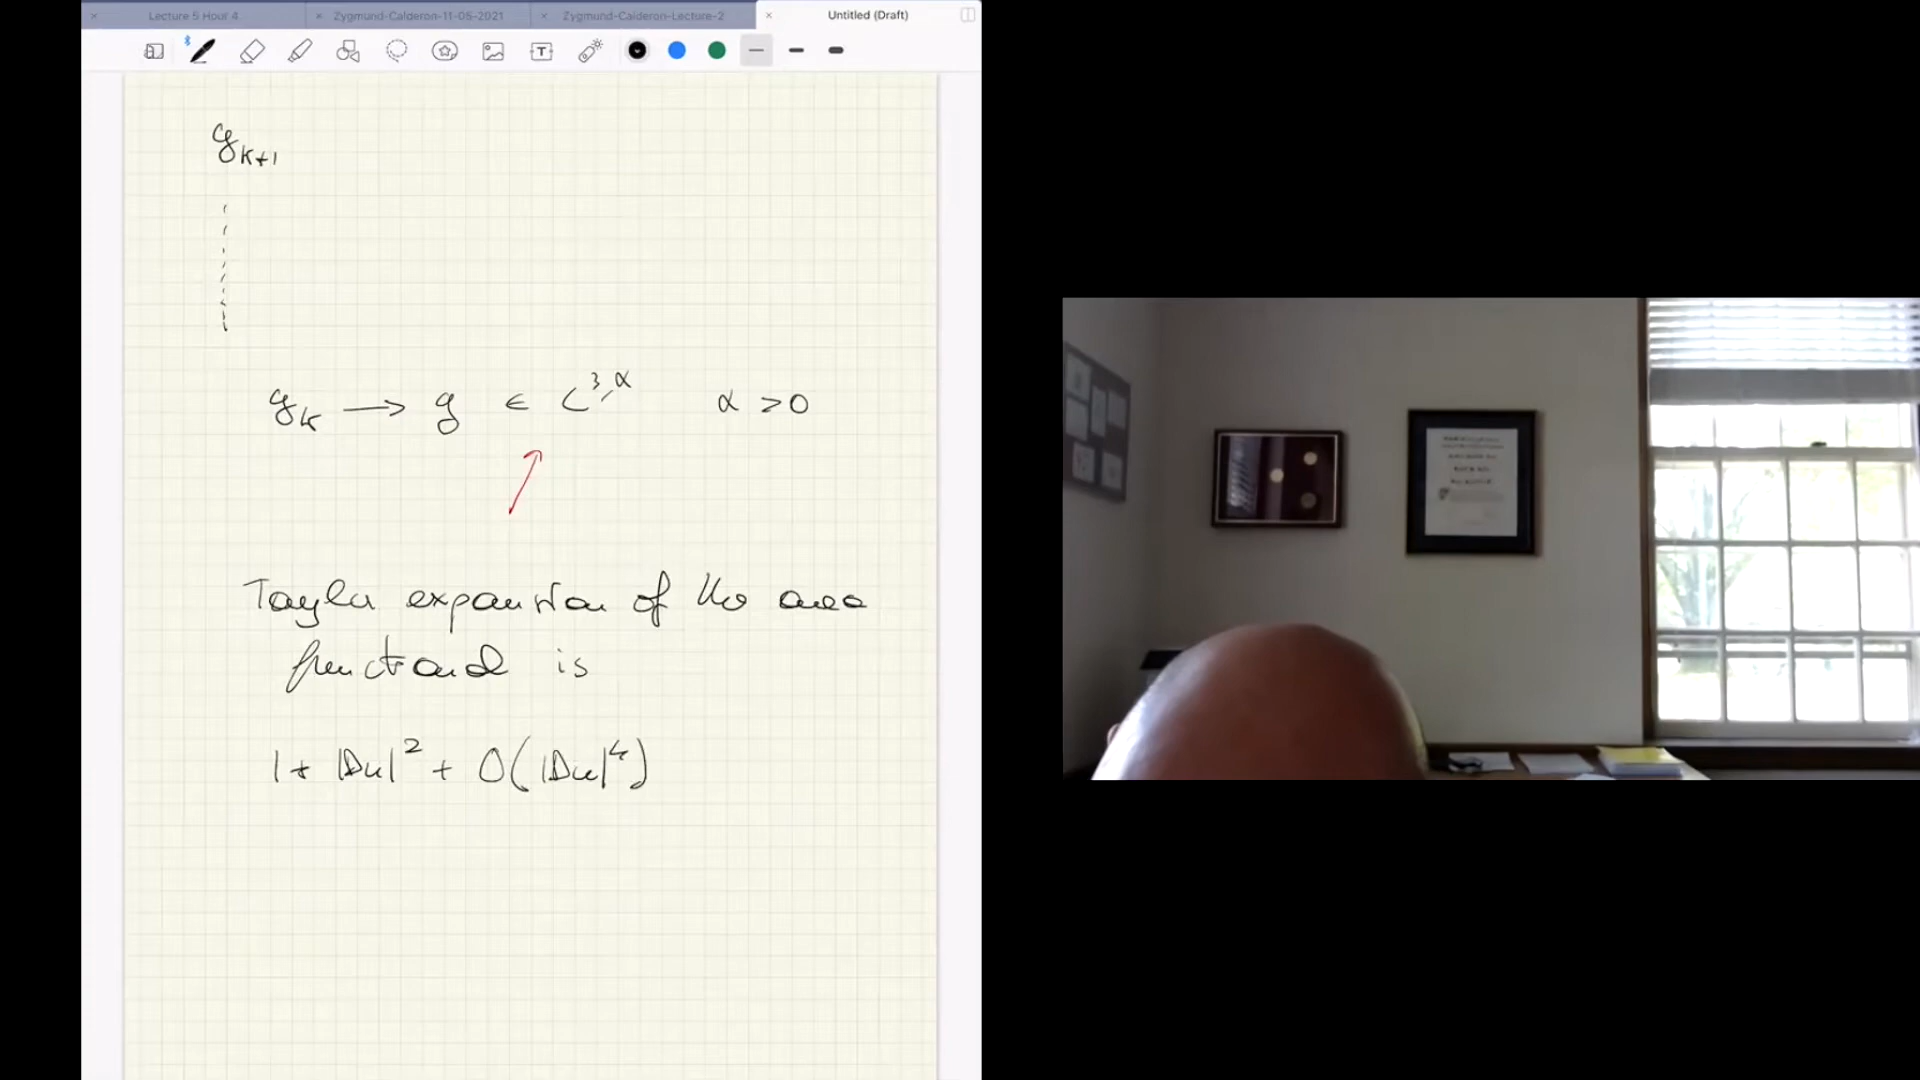 Lecture 5 Hour 4
Zygmund-Calderon-11-05-2021
Zygmund-Calderon-Lecture-2
Untitled (Draft)
g_{k+1}
g_k → g ∈ C^{3,α} α > 0
Taylor expansion of the area
functional is
1 + |Du|^2 + O(|Du|^4)